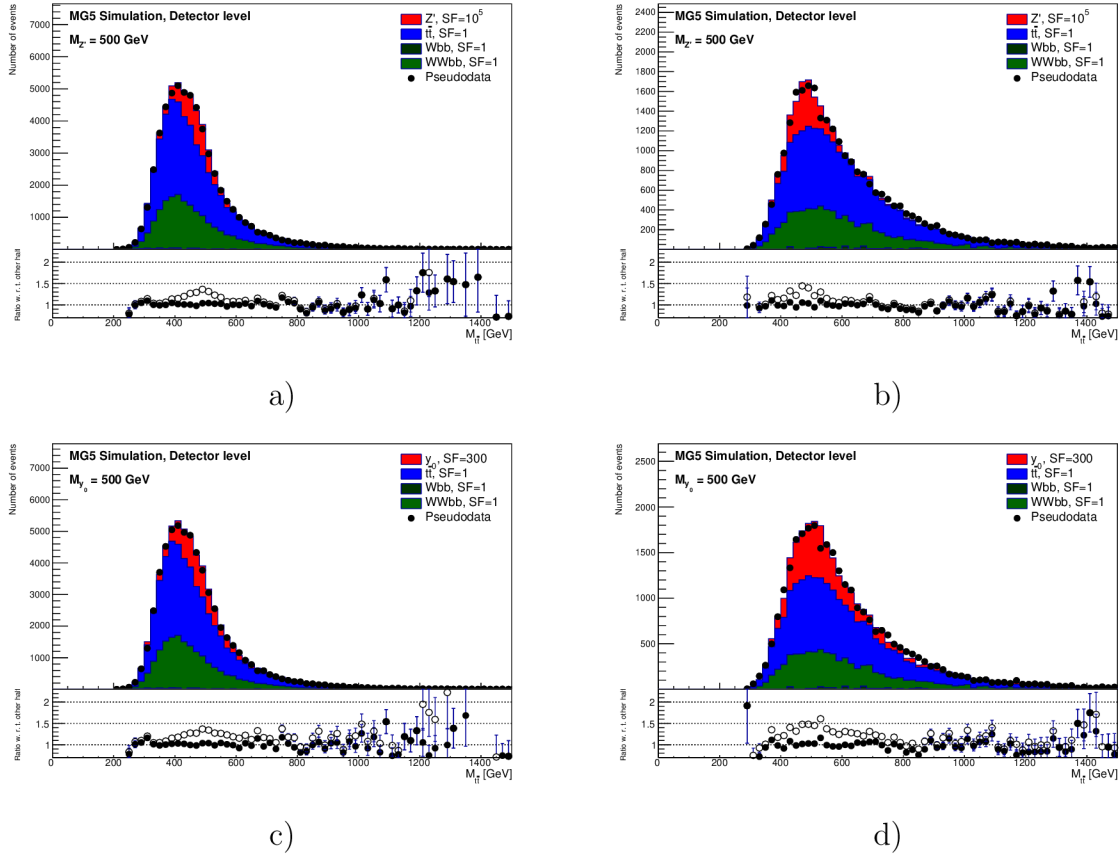 MG5 Simulation, Detector level
M_Z' = 500 GeV
Z', SF=10^5
tt̄, SF=1
Wbb, SF=1
WWbb, SF=1
Pseudodata
Number of events
7000
6000
5000
4000
3000
2000
1000
Ratio w. r. t. other half
2
1.5
1
0 200 400 600 800 1000 1200 1400
M_tt̄ [GeV]
a)
MG5 Simulation, Detector level
M_Z' = 500 GeV
Z', SF=10^5
tt̄, SF=1
Wbb, SF=1
WWbb, SF=1
Pseudodata
Number of events
2400
2200
2000
1800
1600
1400
1200
1000
800
600
400
200
Ratio w. r. t. other half
2
1.5
1
0 200 400 600 800 1000 1200 1400
M_tt̄ [GeV]
b)
MG5 Simulation, Detector level
M_y_0 = 500 GeV
y_0, SF=300
tt̄, SF=1
Wbb, SF=1
WWbb, SF=1
Pseudodata
Number of events
7000
6000
5000
4000
3000
2000
1000
Ratio w. r. t. other half
2
1.5
1
0 200 400 600 800 1000 1200 1400
M_tt̄ [GeV]
c)
MG5 Simulation, Detector level
M_y_0 = 500 GeV
y_0, SF=300
tt̄, SF=1
Wbb, SF=1
WWbb, SF=1
Pseudodata
Number of events
2500
2000
1500
1000
500
Ratio w. r. t. other half
2
1.5
1
0 200 400 600 800 1000 1200 1400
M_tt̄ [GeV]
d)